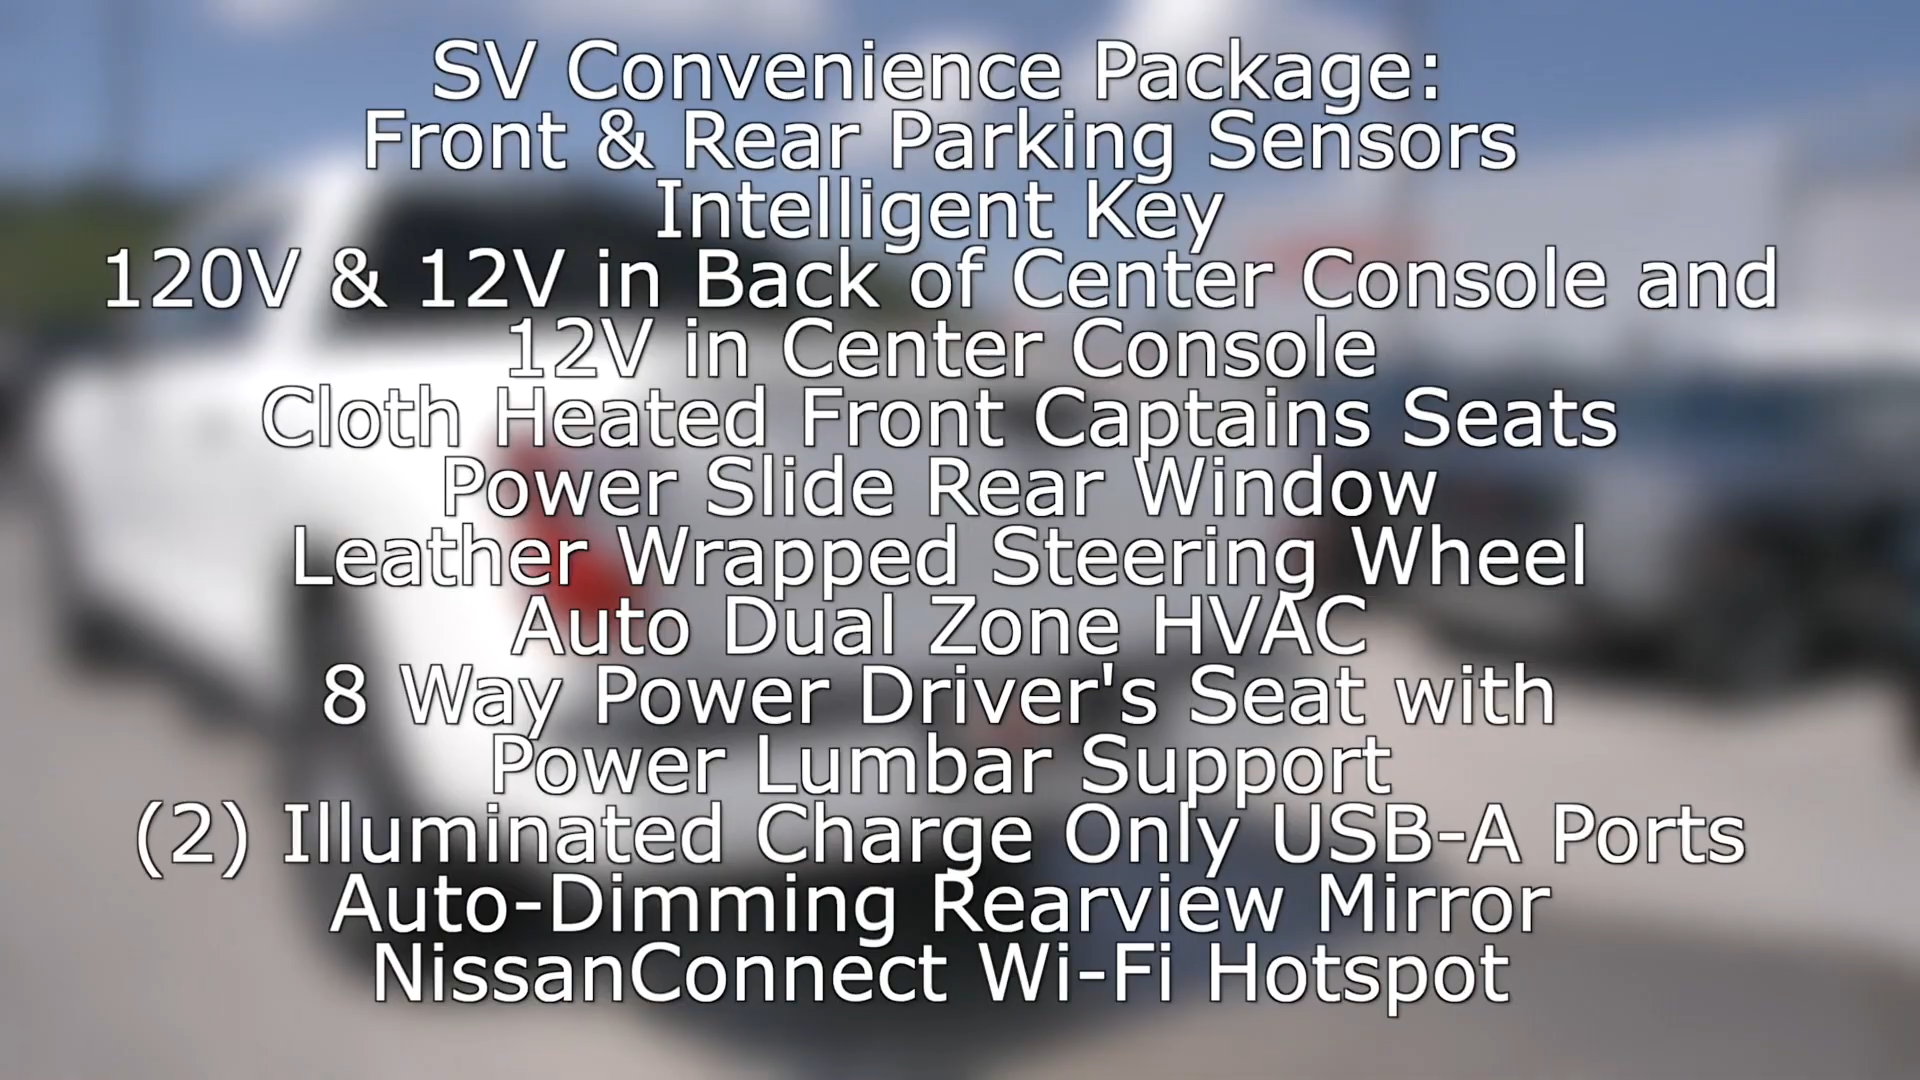 SV Convenience Package:
Front & Rear Parking Sensors
Intelligent Key
120V & 12V in Back of Center Console and
12V in Center Console
Cloth Heated Front Captains Seats
Power Slide Rear Window
Leather Wrapped Steering Wheel
Auto Dual Zone HVAC
8 Way Power Driver's Seat with
Power Lumbar Support
(2) Illuminated Charge Only USB-A Ports
Auto-Dimming Rearview Mirror
NissanConnect Wi-Fi Hotspot